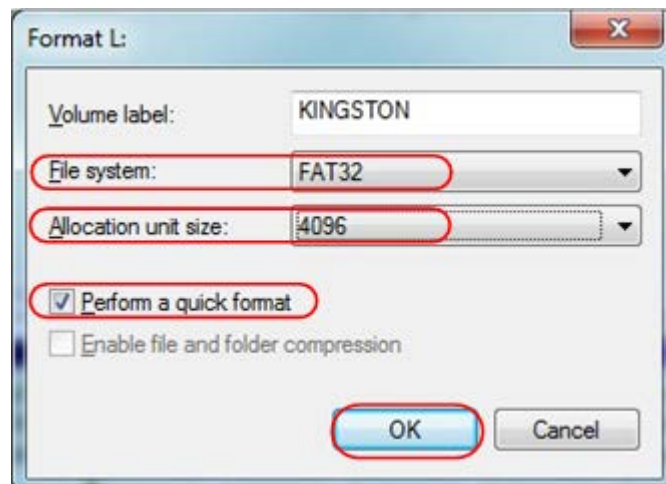 Format L:
Volume label: KINGSTON
File system: FAT32
Allocation unit size: 4096
Perform a quick format
Enable file and folder compression
OK Cancel